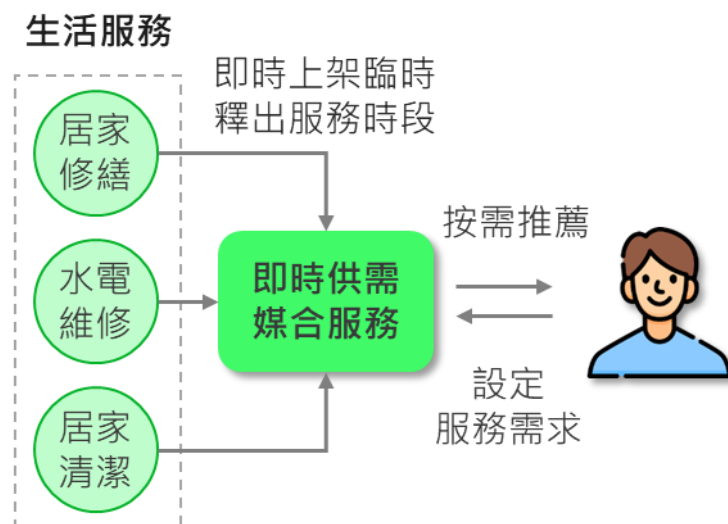 生活服務
即時上架臨時
釋出服務時段
居家
修繕
水電
維修
居家
清潔
即時供需
媒合服務
按需推薦
設定
服務需求